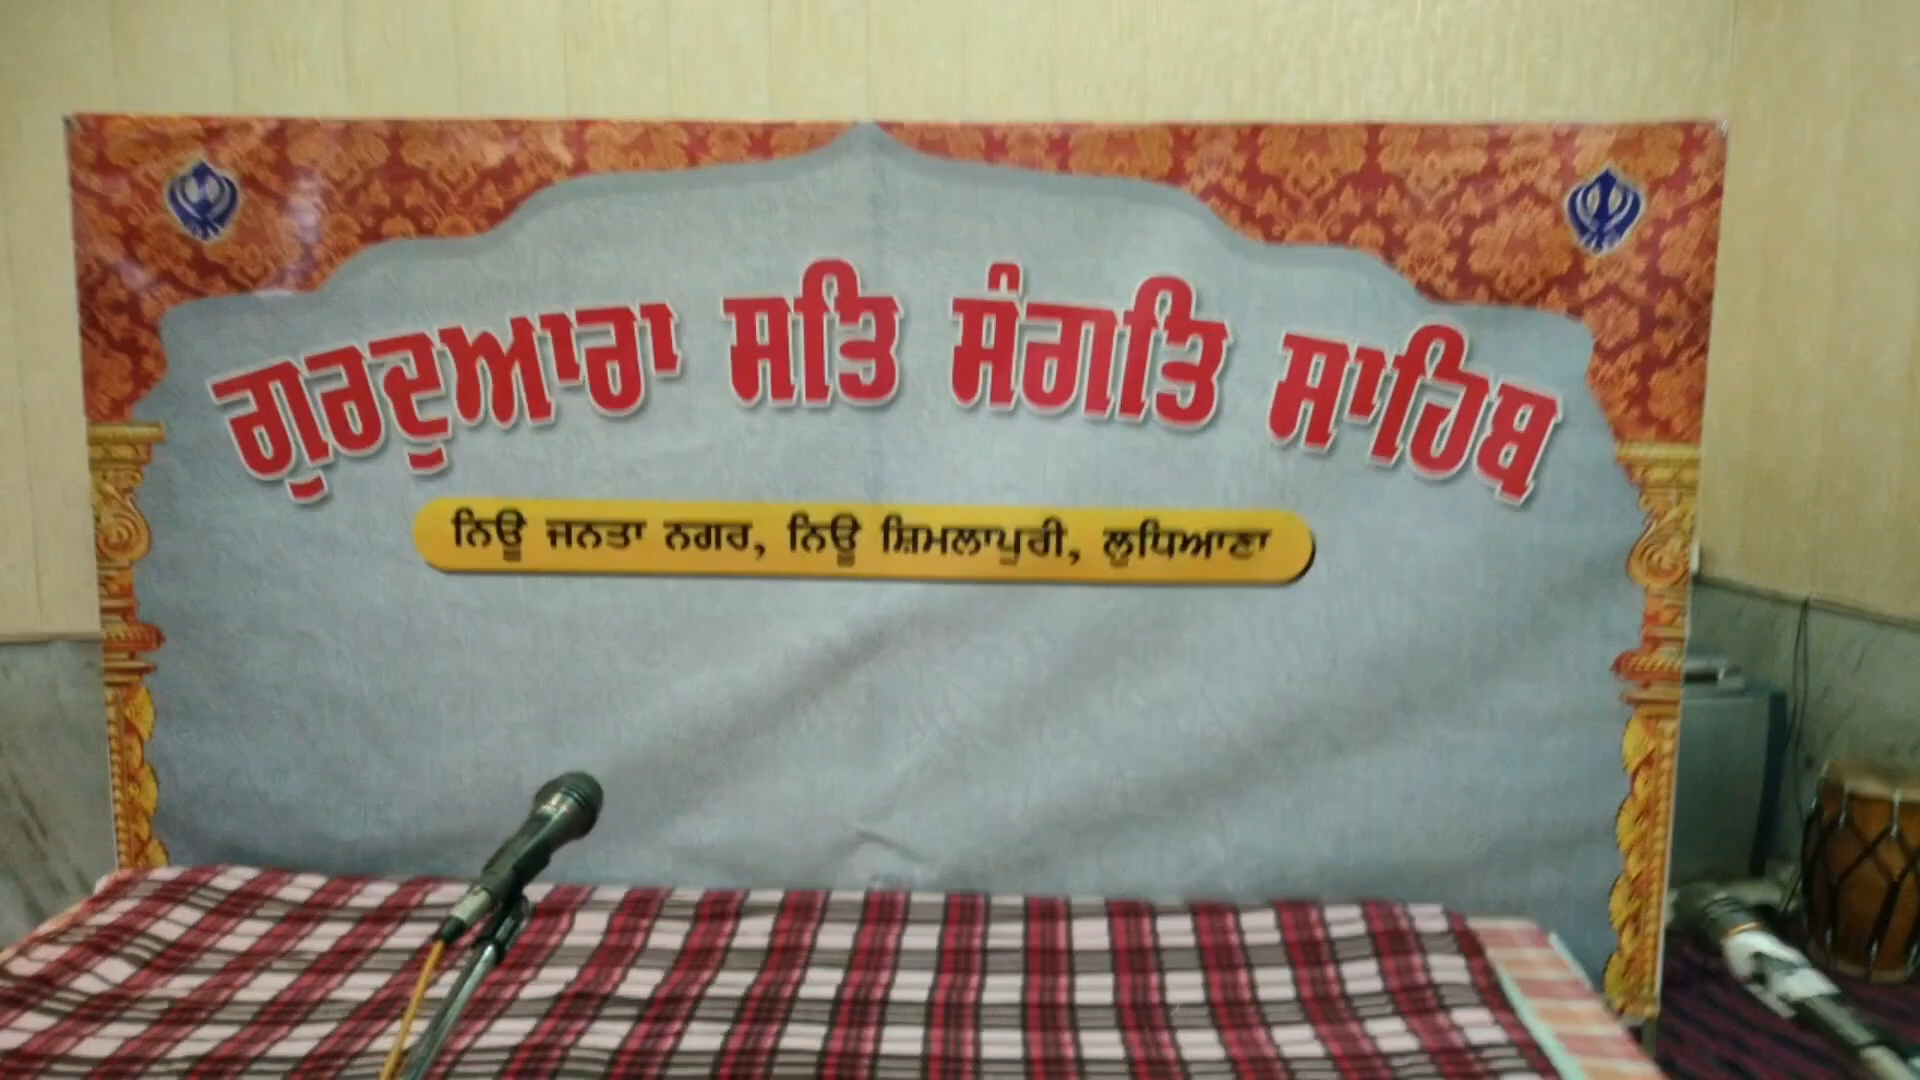 ਗੁਰਦੁਆਰਾ ਸਤਿ ਸੰਗਤਿ ਸਾਹਿਬ
ਨਿਊ ਜਨਤਾ ਨਗਰ, ਨਿਊ ਸ਼ਿਮਲਾਪੁਰੀ, ਲੁਧਿਆਣਾ